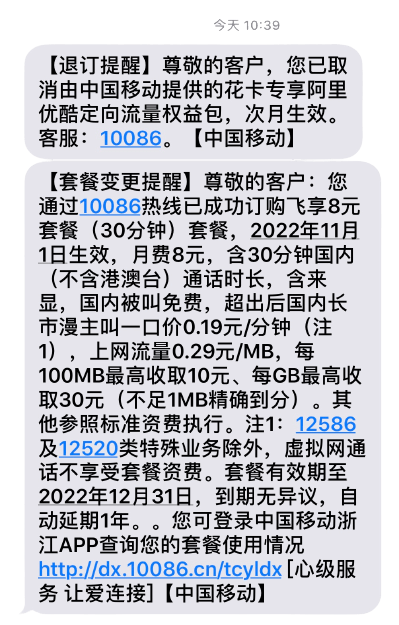 今天 10:39
【退订提醒】尊敬的客户，您已取
消由中国移动提供的花卡专享阿里
优酷定向流量权益包，次月生效。
客服：10086。【中国移动】
【套餐变更提醒】尊敬的客户：您
通过10086热线已成功订购飞享8元
套餐（30分钟）套餐，2022年11月
1日生效，月费8元，含30分钟国内
（不含港澳台）通话时长，含来
显，国内被叫免费，超出后国内长
市漫主叫一口价0.19元/分钟（注
1），上网流量0.29元/MB，每
100MB最高收取10元、每GB最高收
取30元（不足1MB精确到分）。其
他参照标准资费执行。注1：12586
及12520类特殊业务除外，虚拟网通
话不享受套餐资费。套餐有效期至
2022年12月31日，到期无异议，自
动延期1年。。您可登录中国移动浙
江APP查询您的套餐使用情况
http://dx.10086.cn/tcyldx [心级服
务 让爱连接]【中国移动】